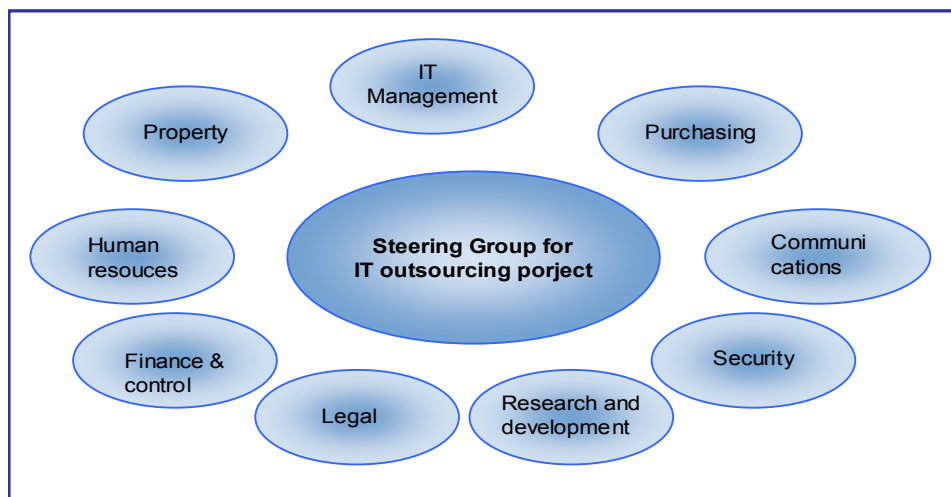 IT
Management
Property
Purchasing
Human
resouces
Steering Group for
IT outsourcing porject
Communi
cations
Finance &
control
Security
Legal
Research and
development